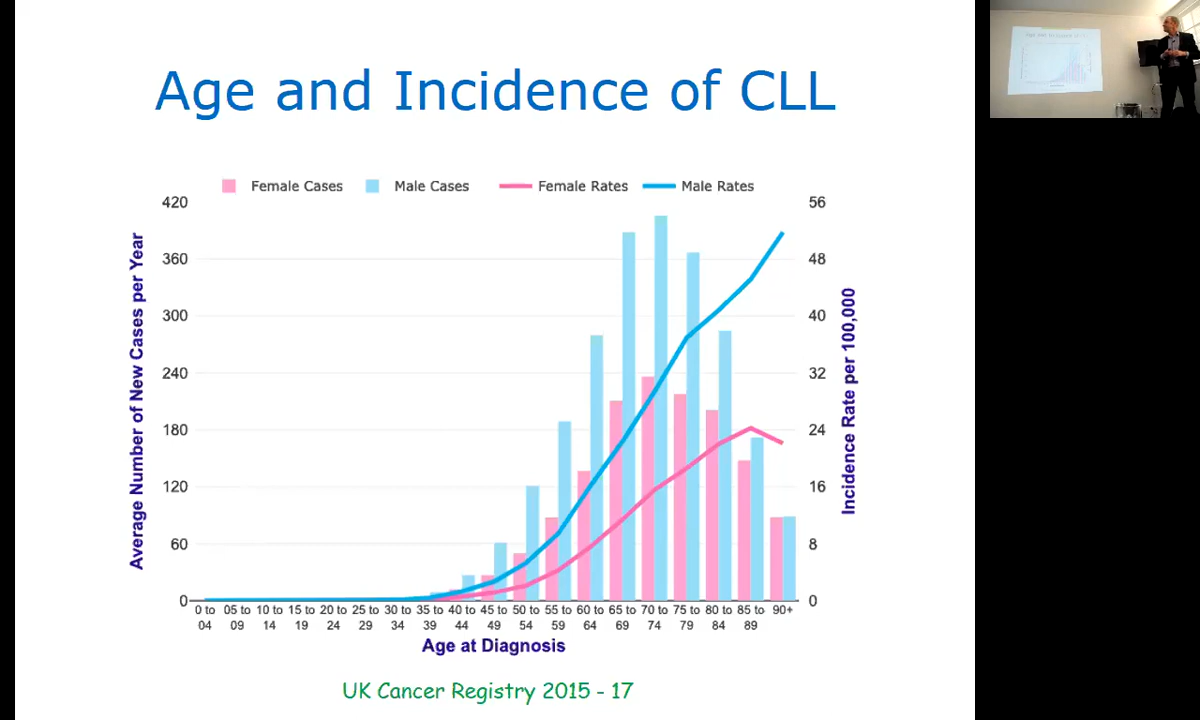 Age and Incidence of CLL
Female Cases Male Cases Female Rates Male Rates
420 56
360 48
300 40
240 32
180 24
120 16
60 8
0 0
Average Number of New Cases per Year
Incidence Rate per 100,000
0 to 05 to 10 to 15 to 20 to 25 to 30 to 35 to 40 to 45 to 50 to 55 to 60 to 65 to 70 to 75 to 80 to 85 to 90+
04 09 14 19 24 29 34 39 44 49 54 59 64 69 74 79 84 89
Age at Diagnosis
UK Cancer Registry 2015 - 17